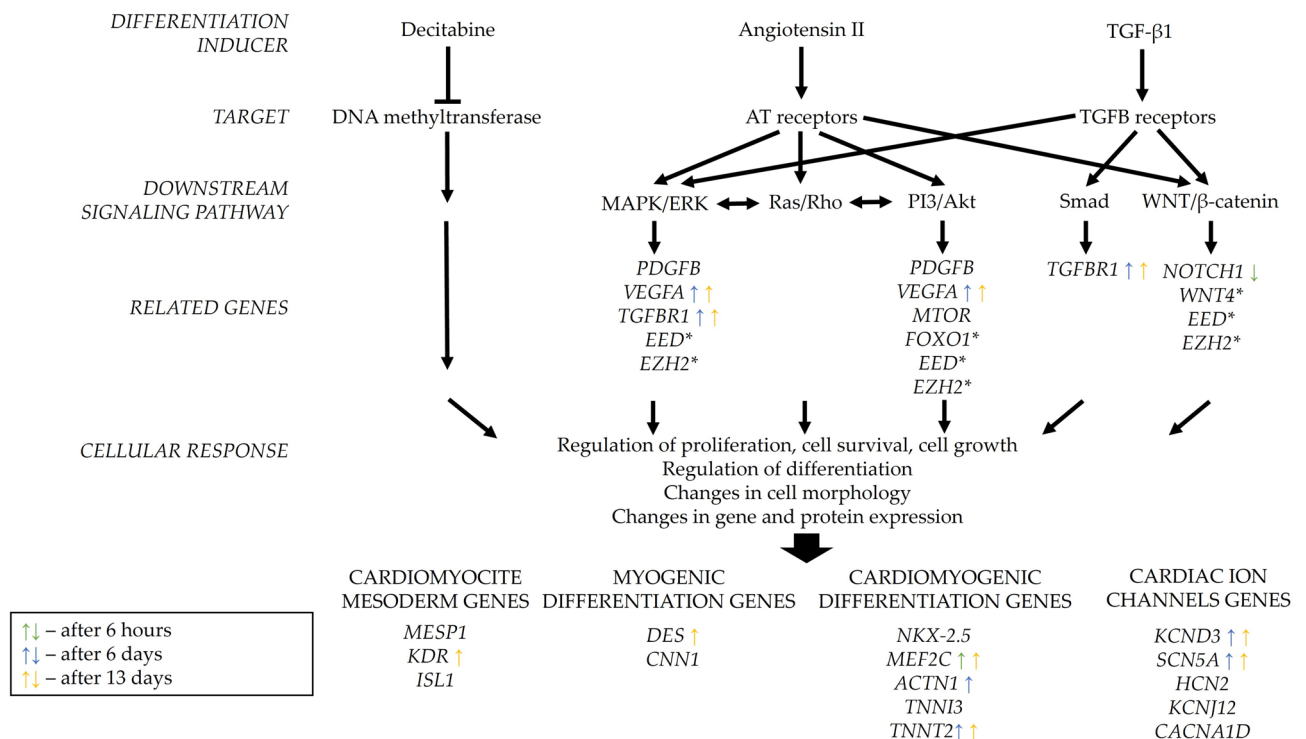 DIFFERENTIATION
INDUCER
Decitabine
Angiotensin II
TGF-β1
TARGET
DNA methyltransferase
AT receptors
TGFB receptors
DOWNSTREAM
SIGNALING PATHWAY
MAPK/ERK
Ras/Rho
PI3/Akt
Smad
WNT/β-catenin
RELATED GENES
PDGFB
VEGFA ↑ ↑
TGFBR1 ↑ ↑
EED*
EZH2*
PDGFB
VEGFA ↑ ↑
MTOR
FOXO1*
EED*
EZH2*
TGFBR1 ↑ ↑
NOTCH1 ↓
WNT4*
EED*
EZH2*
CELLULAR RESPONSE
Regulation of proliferation, cell survival, cell growth
Regulation of differentiation
Changes in cell morphology
Changes in gene and protein expression
CARDIOMYOCITE
MESODERM GENES
MESP1
KDR ↑
ISL1
MYOGENIC
DIFFERENTIATION GENES
DES ↑
CNN1
CARDIOMYOGENIC
DIFFERENTIATION GENES
NKX-2.5
MEF2C ↑ ↑
ACTN1 ↑
TNNI3
TNNT2 ↑ ↑
CARDIAC ION
CHANNELS GENES
KCND3 ↑ ↑
SCN5A ↑ ↑
HCN2
KCNJ12
CACNA1D
↑↓ – after 6 hours
↑↓ – after 6 days
↑↓ – after 13 days